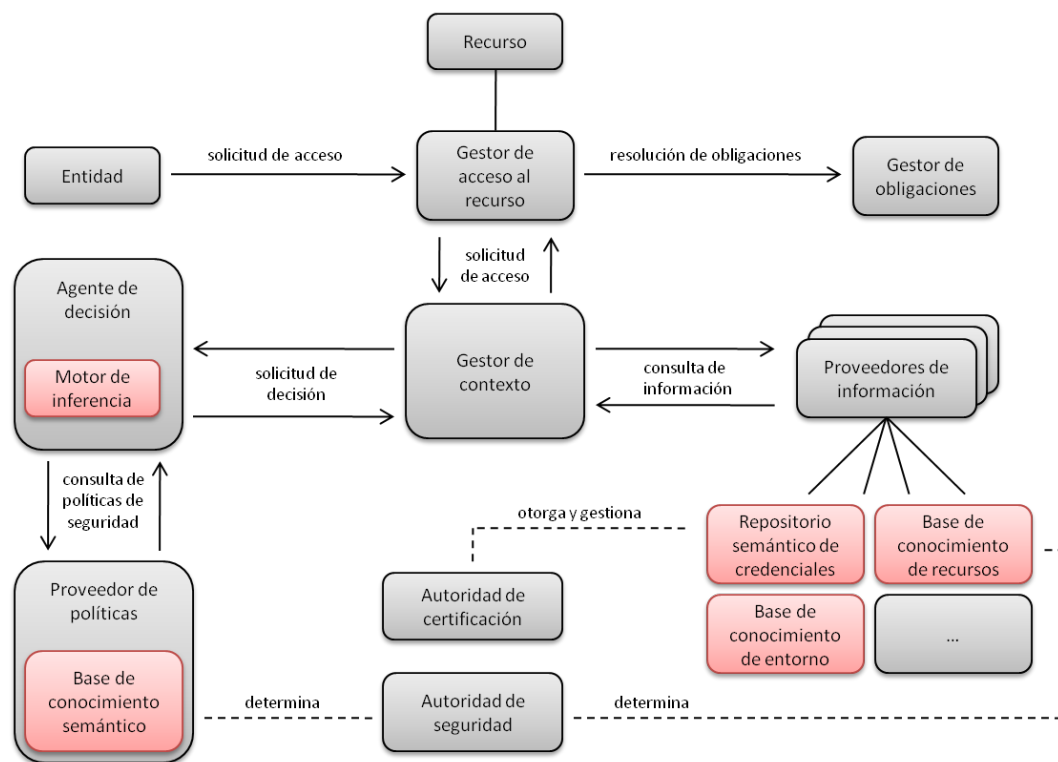 Recurso
solicitud de acceso
Gestor de
acceso al
recurso
resolución de obligaciones
Entidad
Gestor de
obligaciones
solicitud
de acceso
Agente de
decisión
Motor de
inferencia
solicitud de
decisión
Gestor de
contexto
consulta de
información
Proveedores de
información
consulta de
políticas de
seguridad
otorga y gestiona
Repositorio
semántico de
credenciales
Base de
conocimiento
de recursos
Proveedor de
políticas
Autoridad de
certificación
Base de
conocimiento
de entorno
...
Base de
conocimiento
semántico
determina
Autoridad de
seguridad
determina